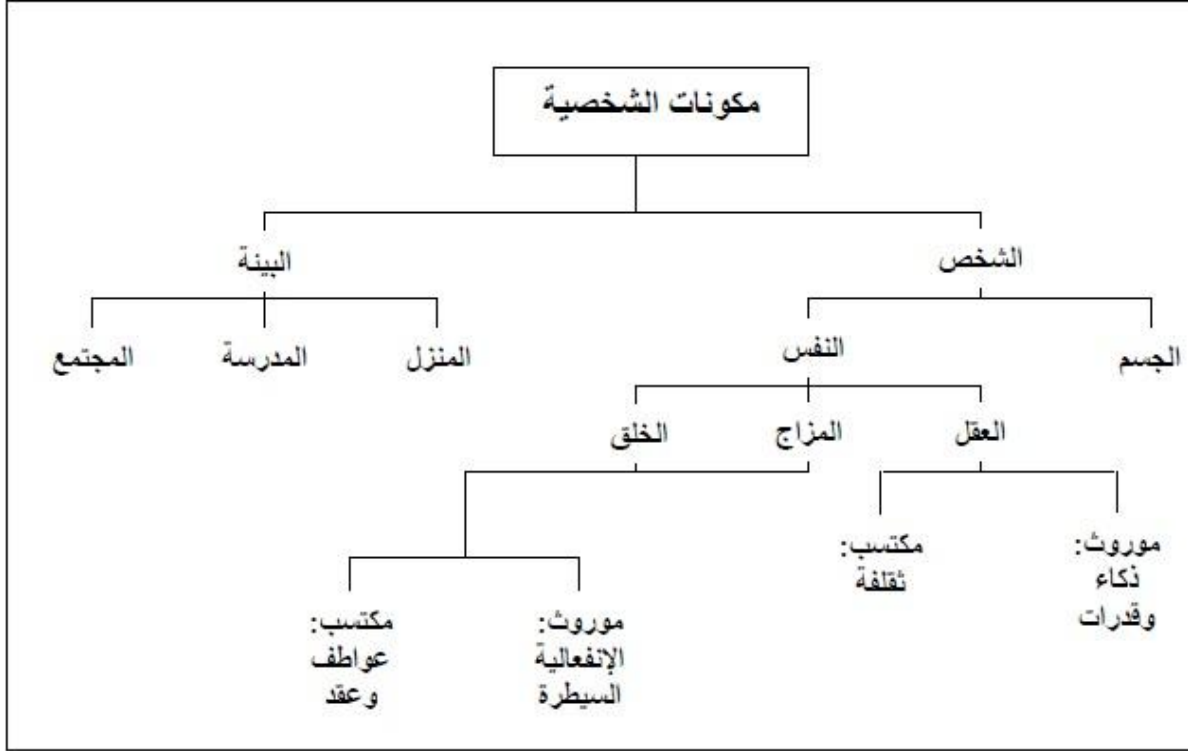 مكونات الشخصية
الشخص
البيئة
الجسم
النفس
المنزل
المدرسة
المجتمع
العقل
المزاج
الخلق
موروث:
ذكاء
وقدرات
مكتسب:
ثقلفة
موروث:
الإنفعالية
السيطرة
مكتسب:
عواطف
وعقد